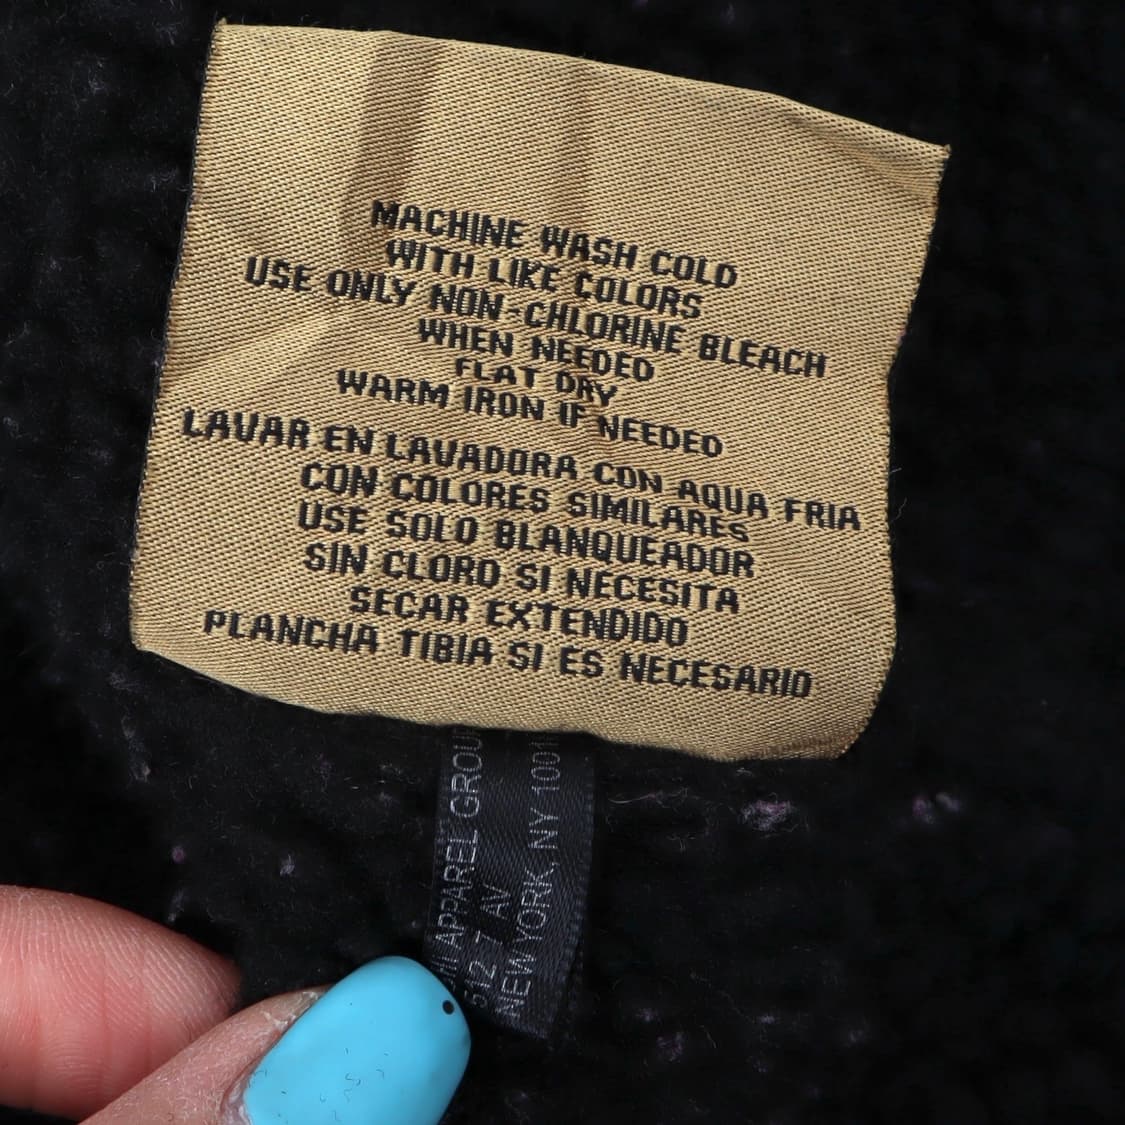 MACHINE WASH COLD
WITH LIKE COLORS
USE ONLY NON-CHLORINE BLEACH
WHEN NEEDED
FLAT DRY
WARM IRON IF NEEDED
LAVAR EN LAVADORA CON AQUA FRIA
CON COLORES SIMILARES
USE SOLO BLANQUEADOR
SIN CLORO SI NECESITA
SECAR EXTENDIDO
PLANCHA TIBIA SI ES NECESARIO
APPAREL GROUP
512 7 AV
NEW YORK, NY